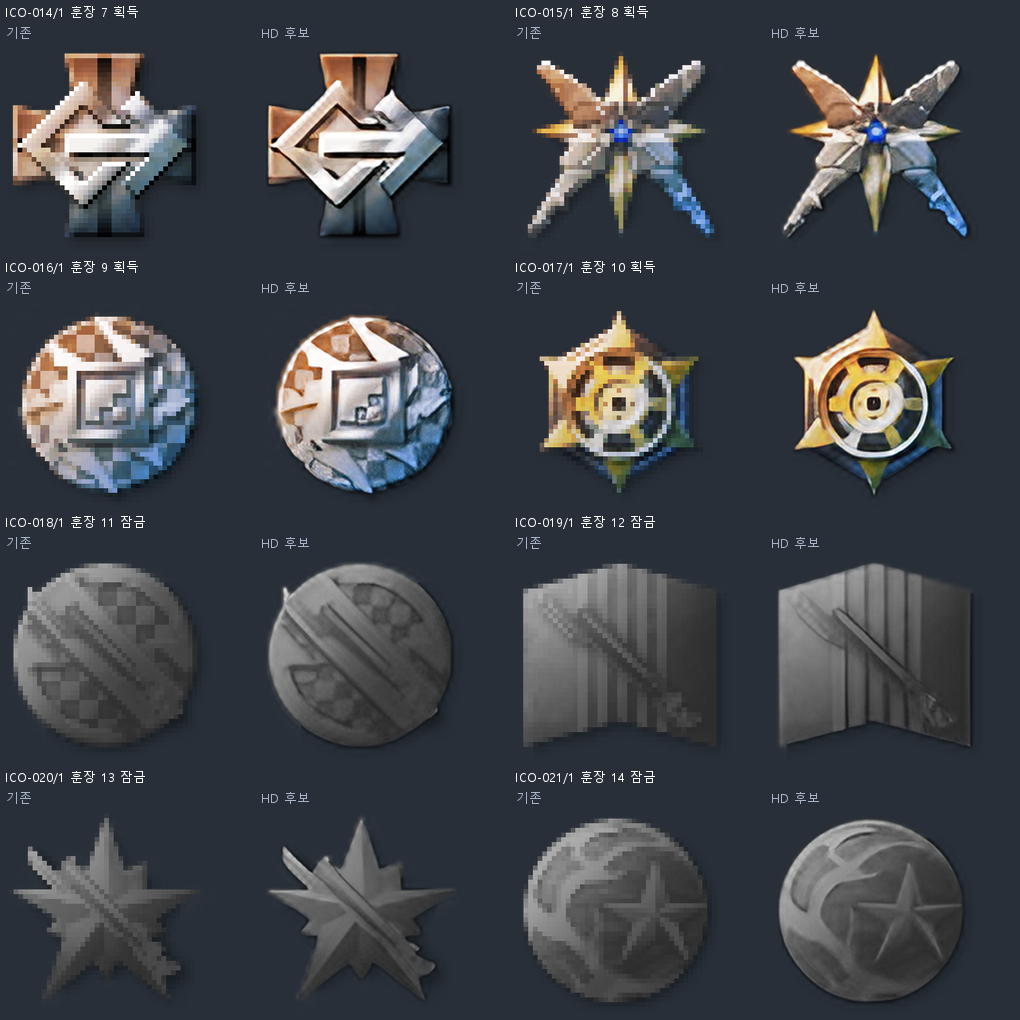 ICO-014/1 훈장 7 획득
기존
HD 후보
ICO-015/1 훈장 8 획득
기존
HD 후보
ICO-016/1 훈장 9 획득
기존
HD 후보
ICO-017/1 훈장 10 획득
기존
HD 후보
ICO-018/1 훈장 11 잠금
기존
HD 후보
ICO-019/1 훈장 12 잠금
기존
HD 후보
ICO-020/1 훈장 13 잠금
기존
HD 후보
ICO-021/1 훈장 14 잠금
기존
HD 후보